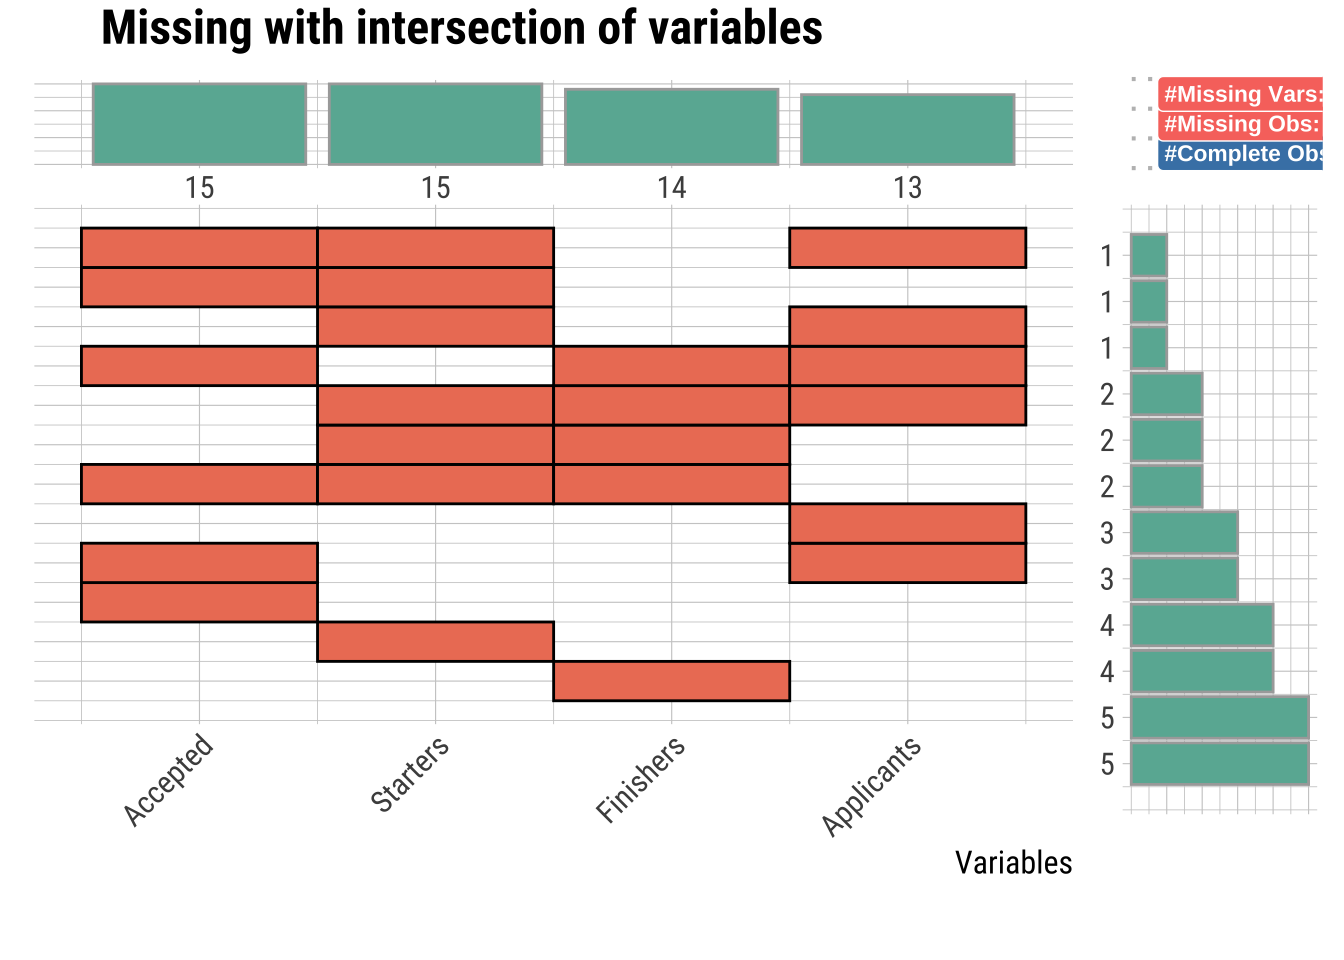 Missing with intersection of variables
#Missing Vars:
#Missing Obs:
#Complete Obs
15 15 14 13
1
1
1
2
2
2
3
3
4
4
5
5
Accepted Starters Finishers Applicants
Variables